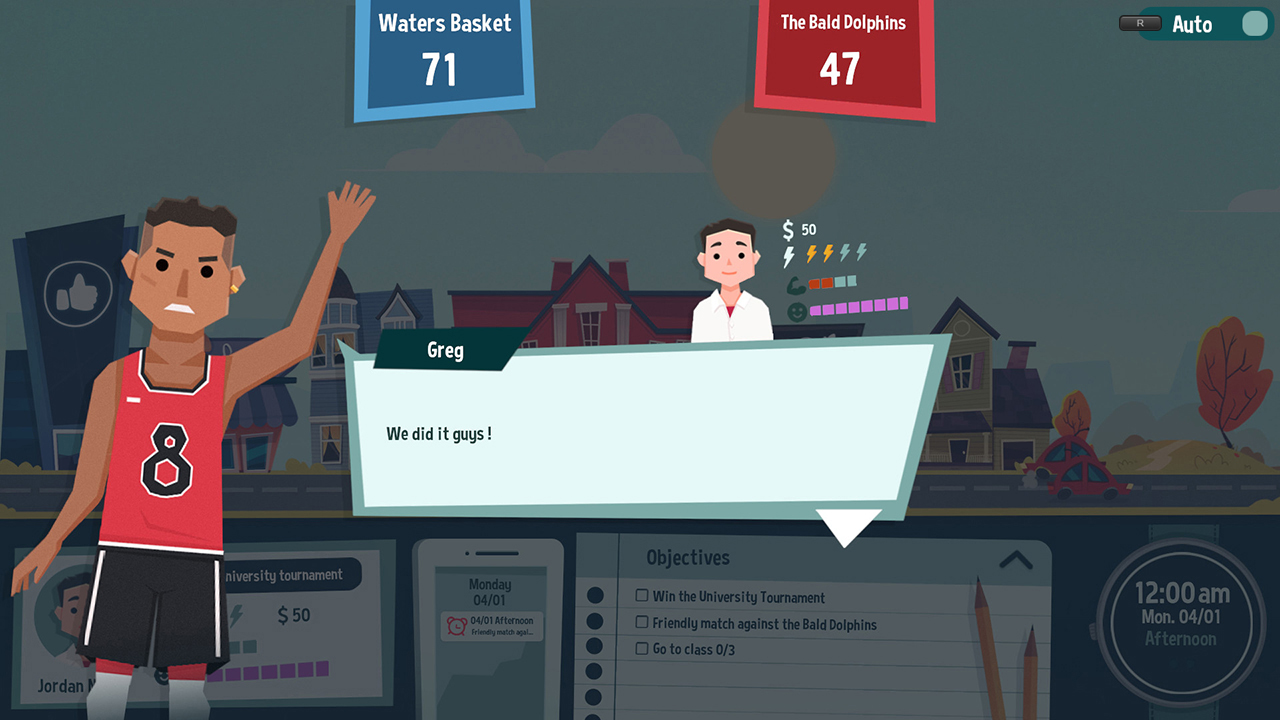 Waters Basket
71
The Bald Dolphins
47
R
Auto
$ 50
Greg
We did it guys !
niversity tournament
$ 50
Jordan
Monday
04/01
04/01 Afternoon
Friendly match agai...
Objectives
Win the University Tournament
Friendly match against the Bald Dolphins
Go to class 0/3
12:00 am
Mon. 04/01
Afternoon
8